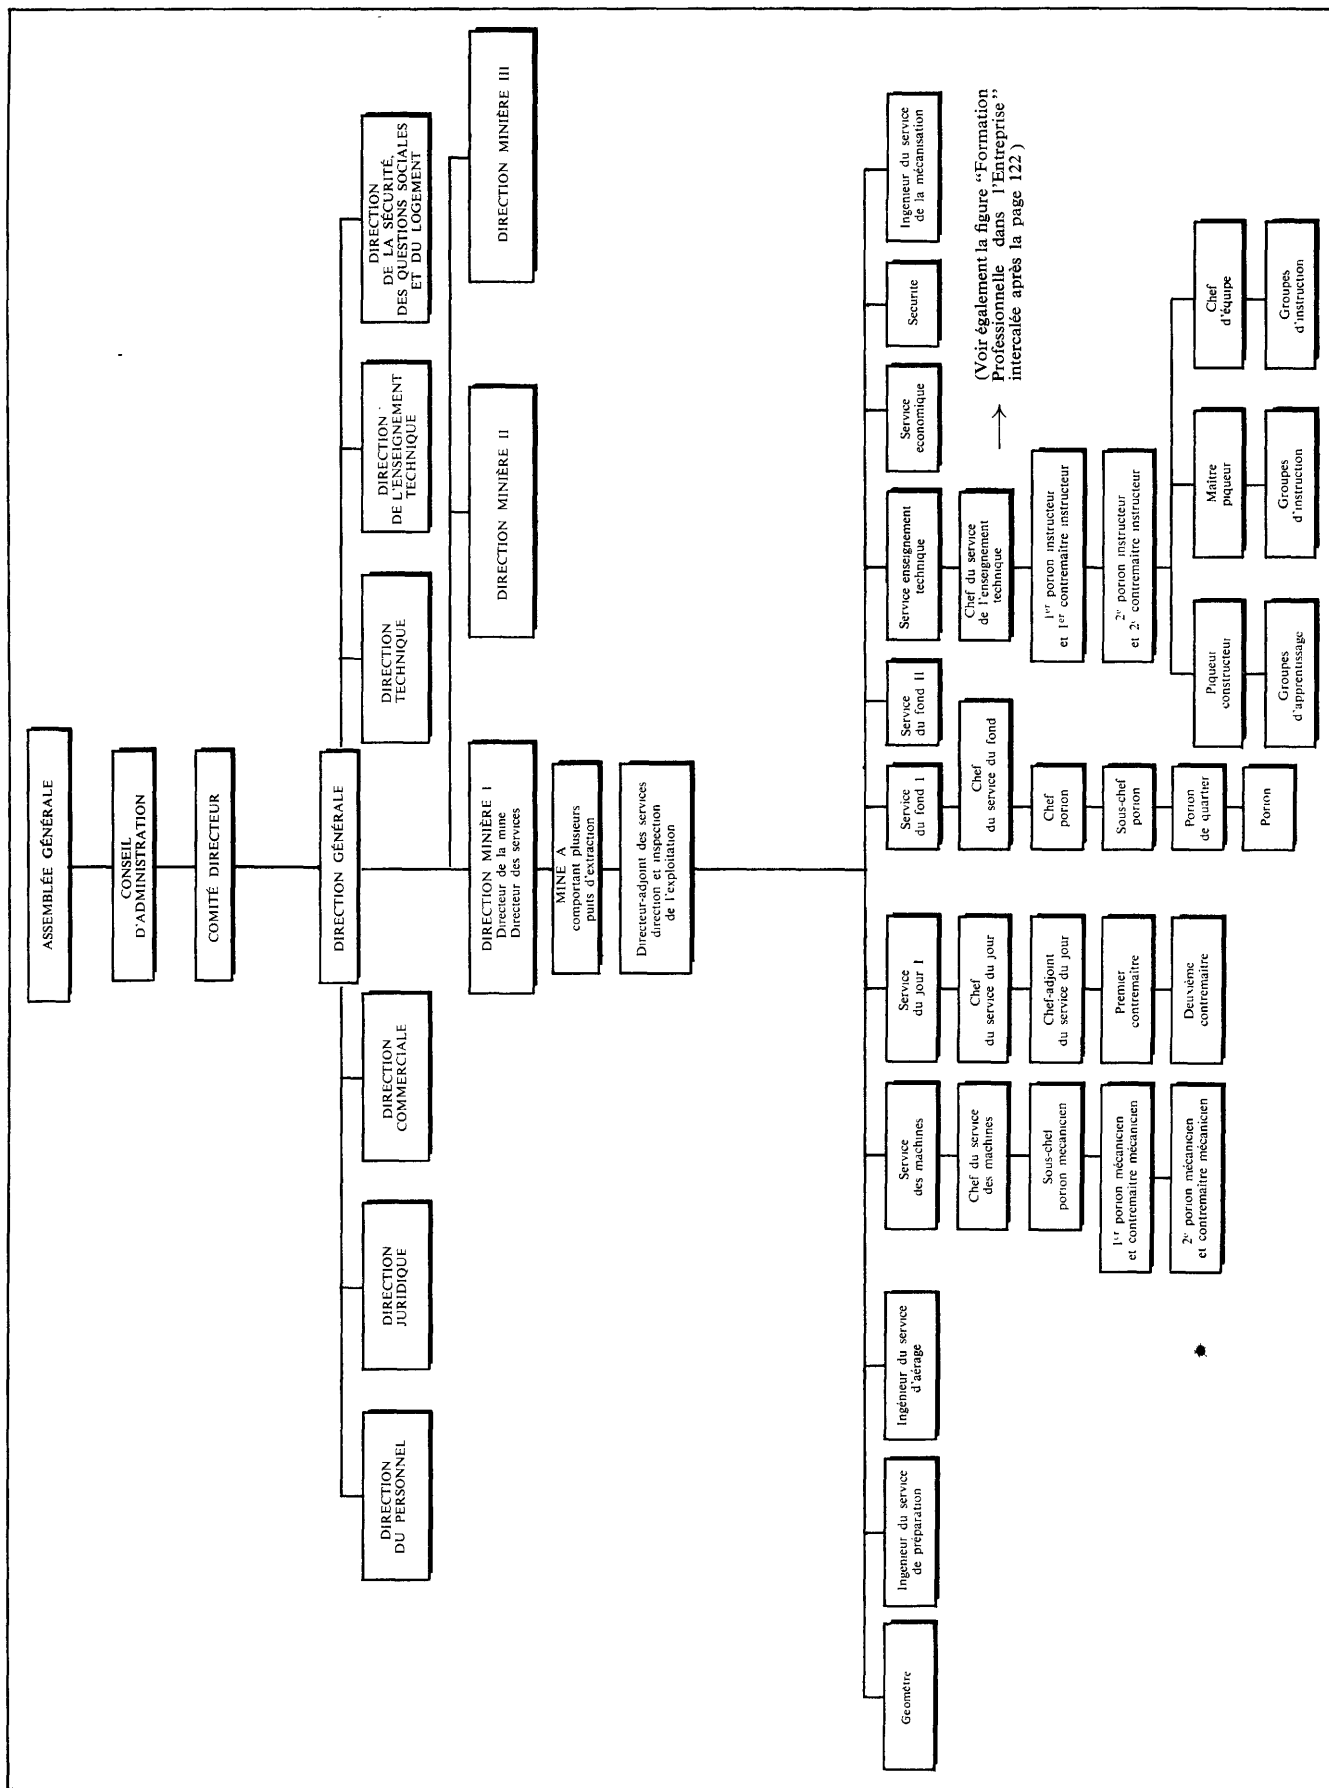 ASSEMBLÉE GÉNÉRALE
CONSEIL
D'ADMINISTRATION
COMITÉ DIRECTEUR
DIRECTION GÉNÉRALE
DIRECTION
DU PERSONNEL
DIRECTION
JURIDIQUE
DIRECTION
COMMERCIALE
DIRECTION
TECHNIQUE
DIRECTION
DE L'ENSEIGNEMENT
TECHNIQUE
DIRECTION
DE LA SÉCURITÉ,
DES QUESTIONS SOCIALES
ET DU LOGEMENT
DIRECTION MINIÈRE I
Directeur de la mine
Directeur des services
DIRECTION MINIÈRE II
DIRECTION MINIÈRE III
MINE A
comportant plusieurs
puits d'extraction
Directeur-adjoint des services
direction et inspection
de l'exploitation
Geomètre
Ingenieur du service
de préparation
Ingénieur du service
d'aérage
Service
des machines
Service
du jour I
Service
du fond I
Service
du fond II
Service enseignement
technique
Service
economique
Securite
Ingenieur du service
de la mécanisation
Chef du service
des machines
Chef
du service du jour
Chef
du service du fond
Chef du service
de l'enseignement
technique
→ (Voir également la figure “Formation
Professionnelle dans l'Entreprise”
intercalée après la page 122)
Sous-chef
porion mécanicien
Chef-adjoint
du service du jour
Chef
porion
1er porion instructeur
et 1er contremaître instructeur
1er porion mécanicien
et contremaître mécanicien
Premier
contremaître
Sous-chef
porion
2e porion instructeur
et 2e contremaître instructeur
2e porion mécanicien
et contremaître mécanicien
Deuxième
contremaître
Porion
de quartier
Piqueur
constructeur
Maître
piqueur
Chef
d'équipe
Porion
Groupes
d'apprentissage
Groupes
d'instruction
Groupes
d'instruction